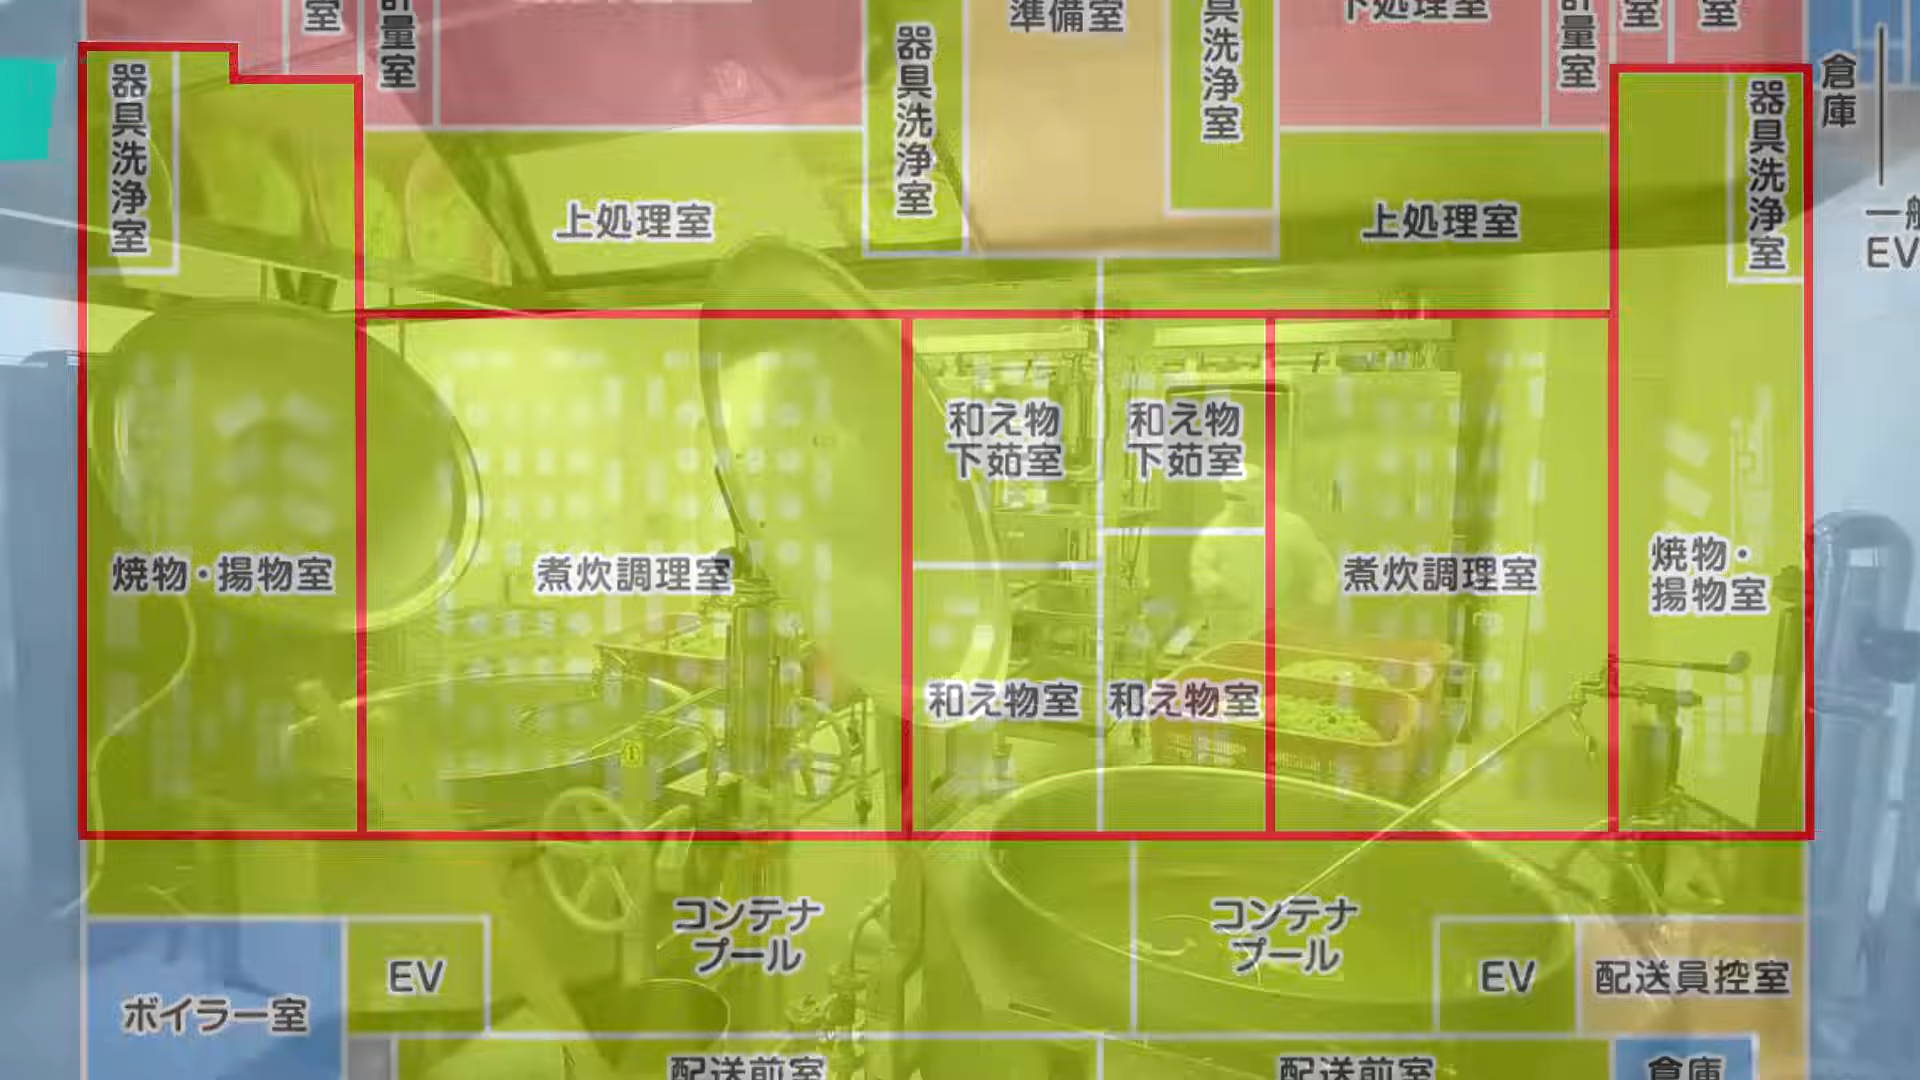 室
計量室
器具洗浄室
準備室
具洗浄室
下処理室
計量室
室
室
倉庫
器具洗浄室
器具洗浄室
一般
EV
上処理室
上処理室
和え物
下茹室
和え物
下茹室
焼物・揚物室
煮炊調理室
煮炊調理室
焼物・
揚物室
和え物室
和え物室
コンテナ
プール
コンテナ
プール
EV
EV
配送員控室
ボイラー室
配送前室
配送前室
倉庫